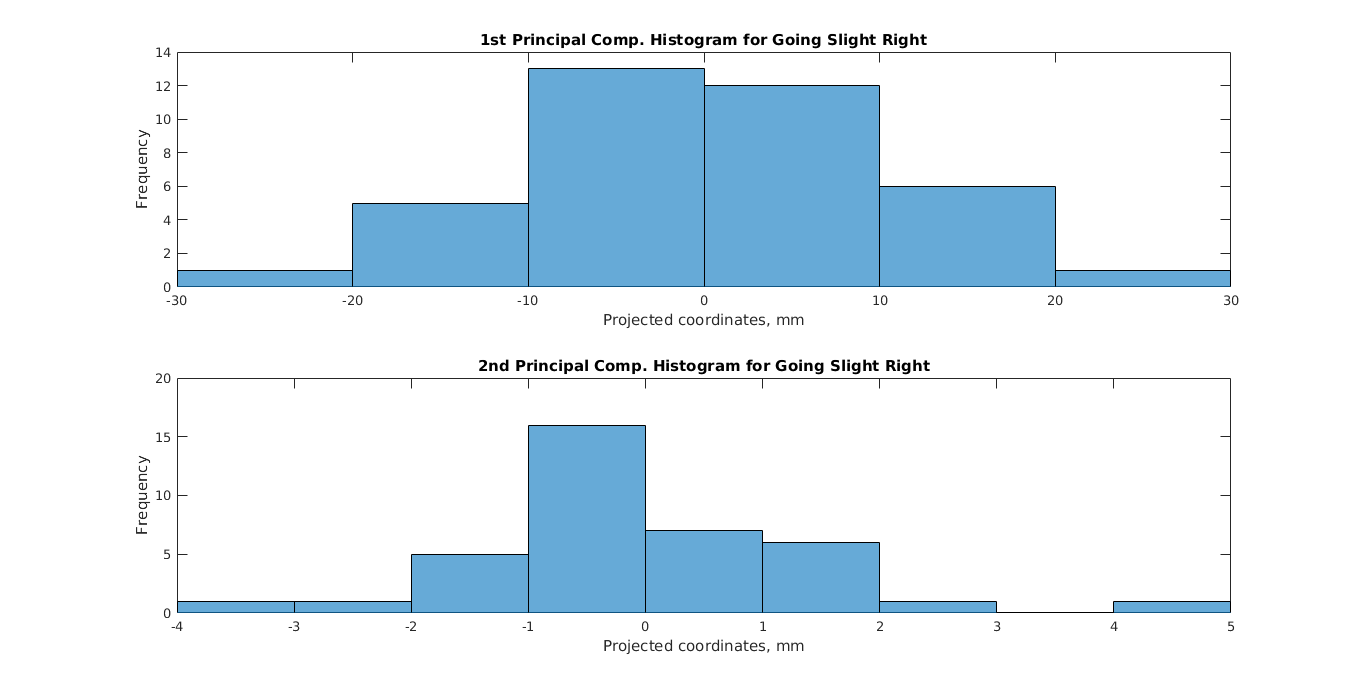 1st Principal Comp. Histogram for Going Slight Right
14
12
10
8
6
4
2
0
Frequency
-30 -20 -10 0 10 20 30
Projected coordinates, mm
2nd Principal Comp. Histogram for Going Slight Right
20
15
10
5
0
Frequency
-4 -3 -2 -1 0 1 2 3 4 5
Projected coordinates, mm